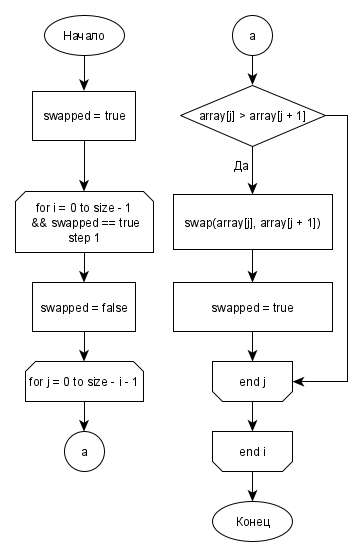 Начало
swapped = true
for i = 0 to size - 1
&& swapped == true
step 1
swapped = false
for j = 0 to size - i - 1
a
a
array[j] > array[j + 1]
Да
swap(array[j], array[j + 1])
swapped = true
end j
end i
Конец